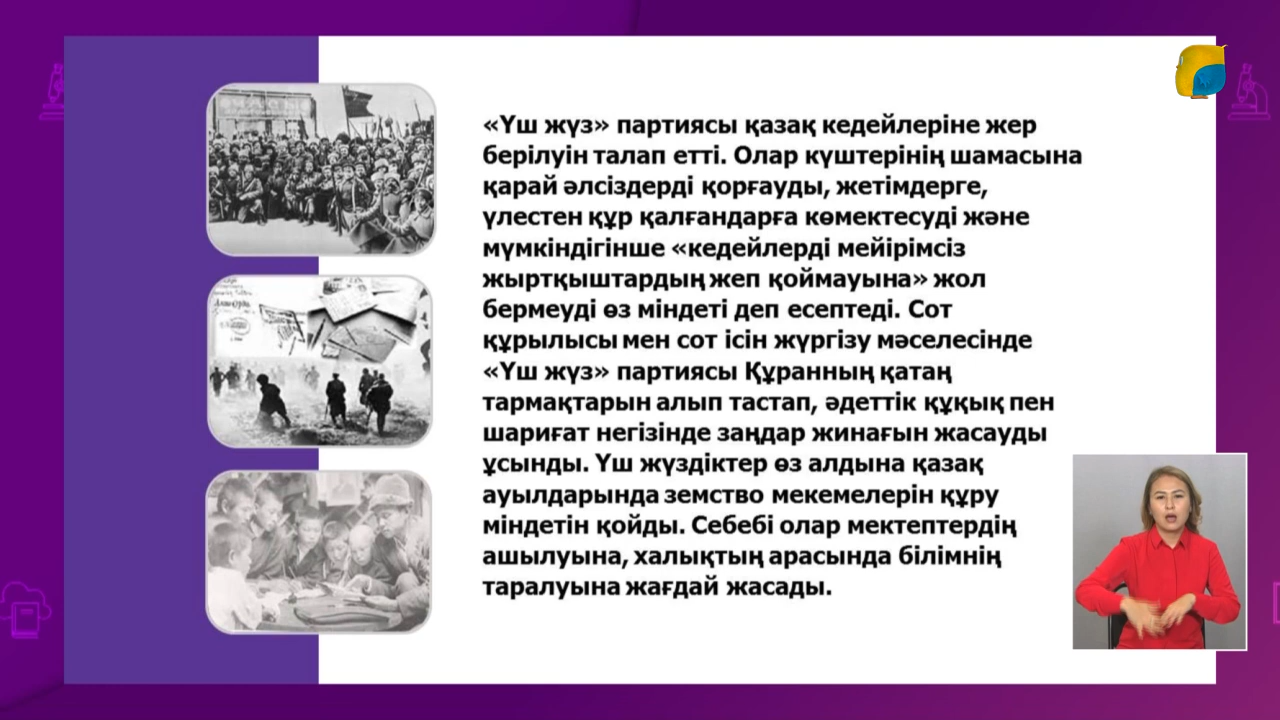 «Үш жүз» партиясы қазақ кедейлеріне жер
берілуін талап етті. Олар күштерінің шамасына
қарай әлсіздерді қорғауды, жетімдерге,
үлестен құр қалғандарға көмектесуді және
мүмкіндігінше «кедейлерді мейірімсіз
жыртқыштардың жеп қоймауына» жол
бермеуді өз міндеті деп есептеді. Сот
құрылысы мен сот ісін жүргізу мәселесінде
«Үш жүз» партиясы Құранның қатаң
тармақтарын алып тастап, әдеттік құқық пен
шариғат негізінде заңдар жинағын жасауды
ұсынды. Үш жүздіктер өз алдына қазақ
ауылдарында земство мекемелерін құру
міндетін қойды. Себебі олар мектептердің
ашылуына, халықтың арасында білімнің
таралуына жағдай жасады.